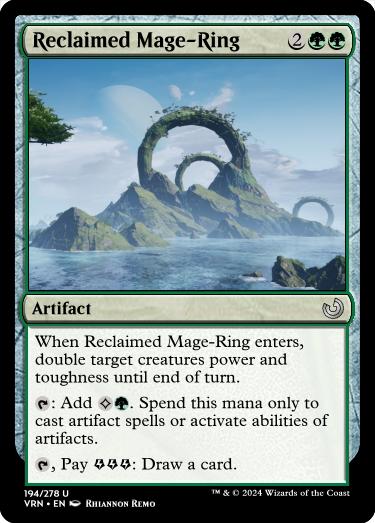 Reclaimed Mage-Ring 2
Artifact
When Reclaimed Mage-Ring enters,
double target creatures power and
toughness until end of turn.
: Add . Spend this mana only to
cast artifact spells or activate abilities of
artifacts.
, Pay : Draw a card.
194/278 U
VRN • EN Rhiannon Remo
™ & © 2024 Wizards of the Coast